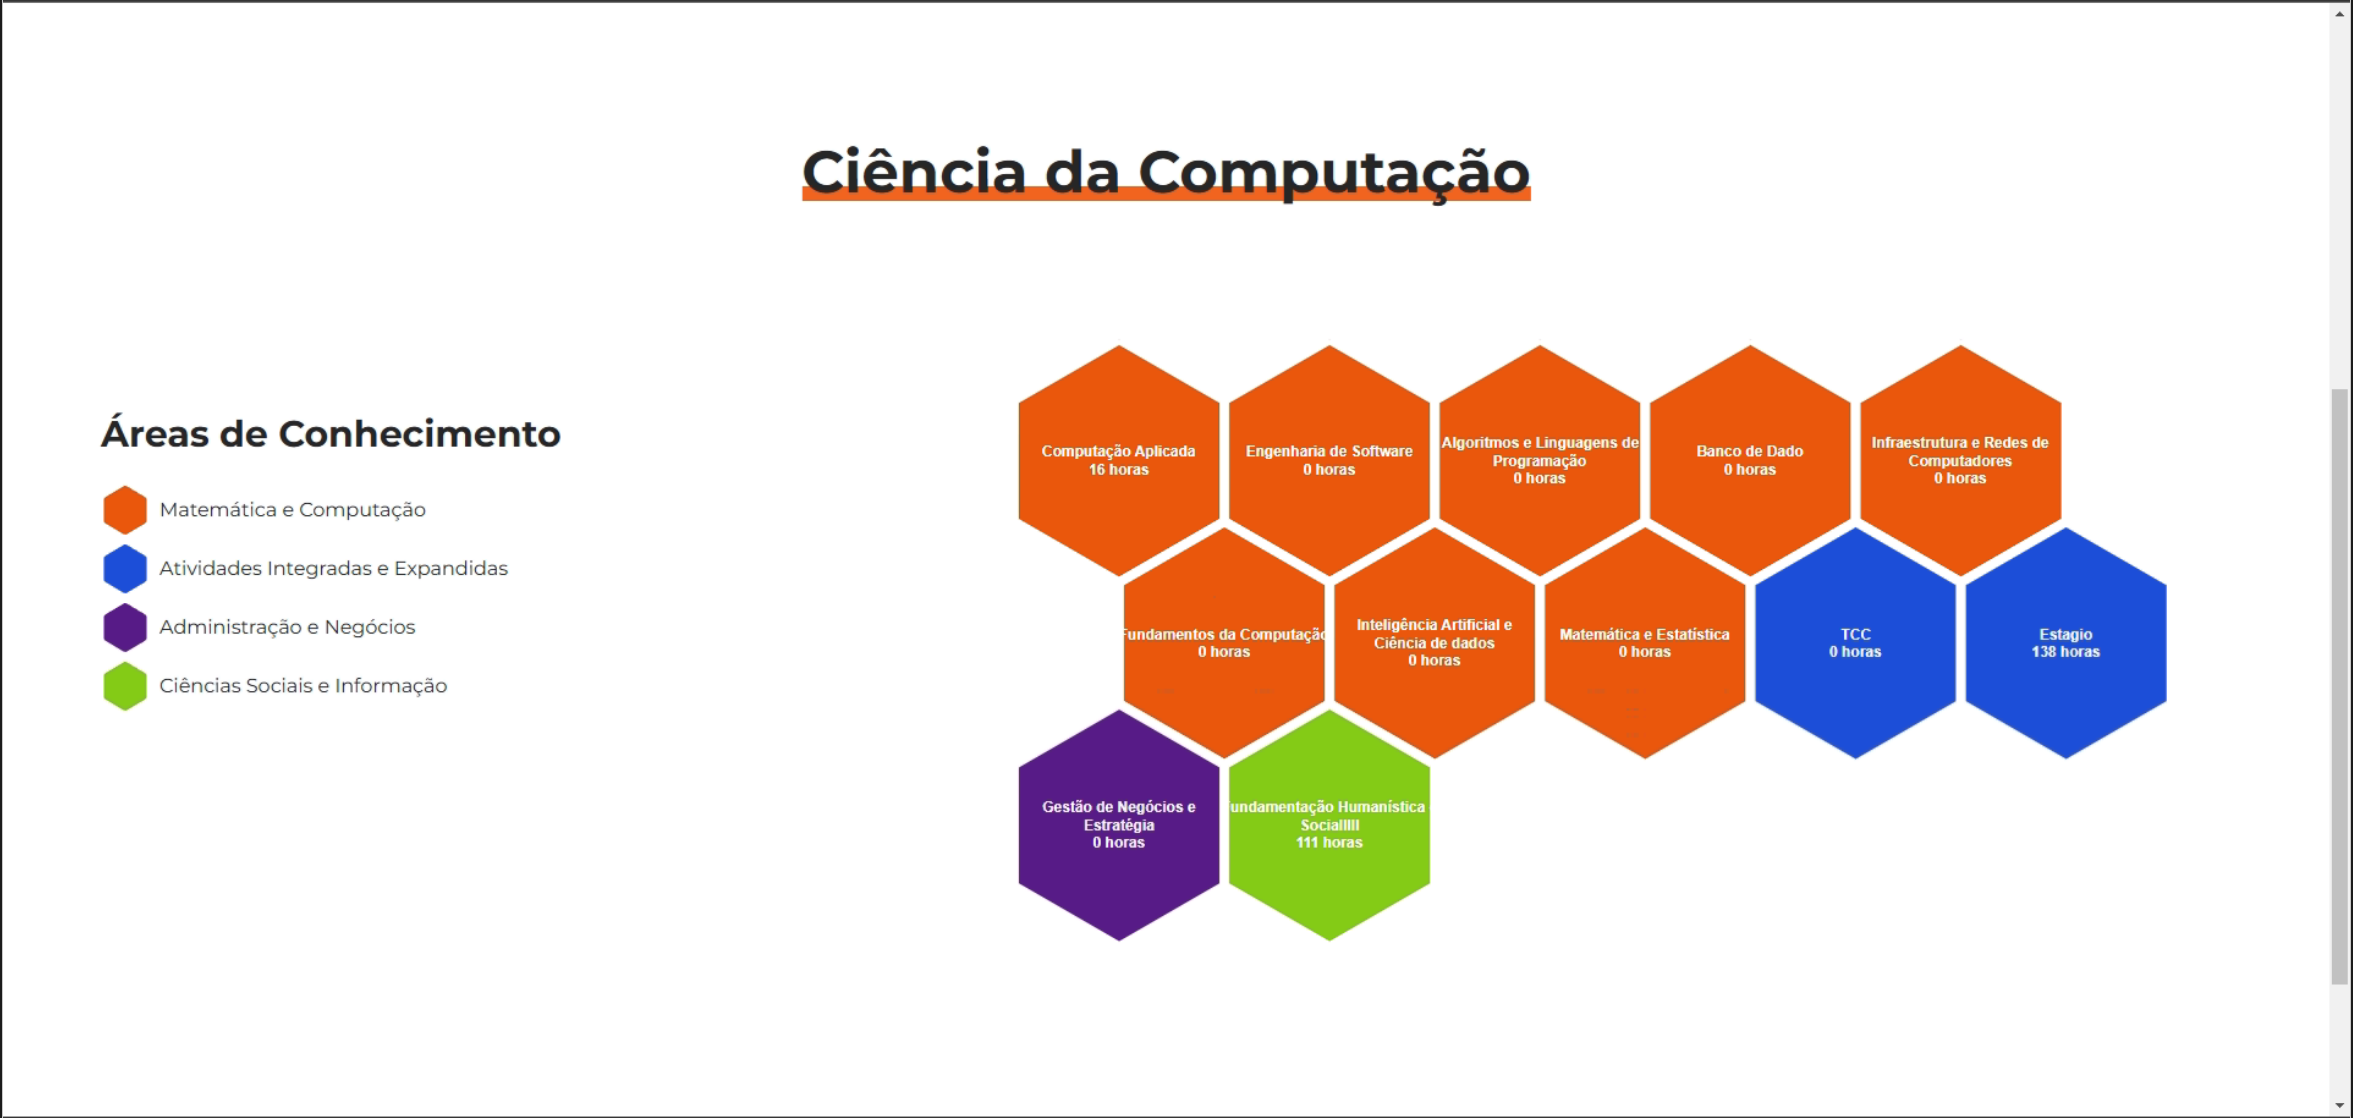 Ciência da Computação
Áreas de Conhecimento
Matemática e Computação
Atividades Integradas e Expandidas
Administração e Negócios
Ciências Sociais e Informação
Computação Aplicada
16 horas
Engenharia de Software
0 horas
Algoritmos e Linguagens de
Programação
0 horas
Banco de Dado
0 horas
Infraestrutura e Redes de
Computadores
0 horas
Fundamentos da Computação
0 horas
Inteligência Artificial e
Ciência de dados
0 horas
Matemática e Estatística
0 horas
TCC
0 horas
Estagio
138 horas
Gestão de Negócios e
Estratégia
0 horas
undamentação Humanística
Socialllll
111 horas